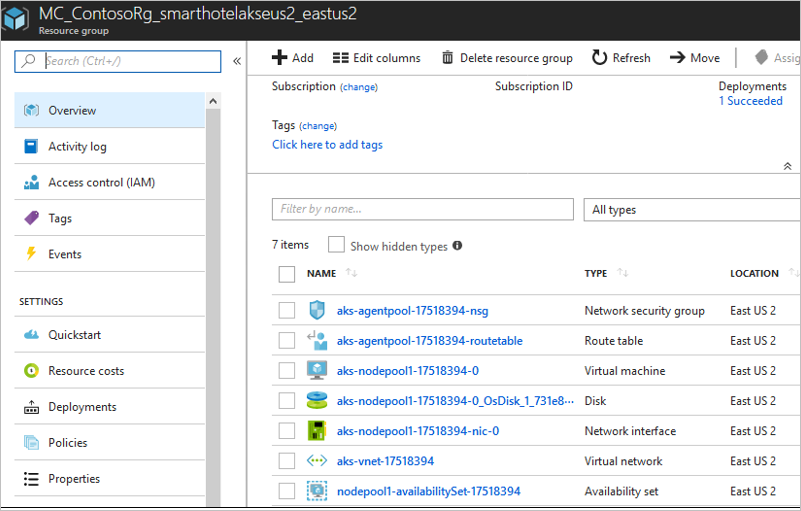 MC_ContosoRg_smarthotelakseus2_eastus2
Resource group
Search (Ctrl+/)
«
Overview
Activity log
Access control (IAM)
Tags
Events
SETTINGS
Quickstart
Resource costs
Deployments
Policies
Properties
Add Edit columns Delete resource group Refresh Move Assig
Subscription (change) Subscription ID Deployments
1 Succeeded
Tags (change)
Click here to add tags
Filter by name... All types
7 items Show hidden types
NAME TYPE LOCATION
aks-agentpool-17518394-nsg Network security group East US 2
aks-agentpool-17518394-routetable Route table East US 2
aks-nodepool1-17518394-0 Virtual machine East US 2
aks-nodepool1-17518394-0_OsDisk_1_731e8··· Disk East US 2
aks-nodepool1-17518394-nic-0 Network interface East US 2
aks-vnet-17518394 Virtual network East US 2
nodepool1-availabilitySet-17518394 Availability set East US 2